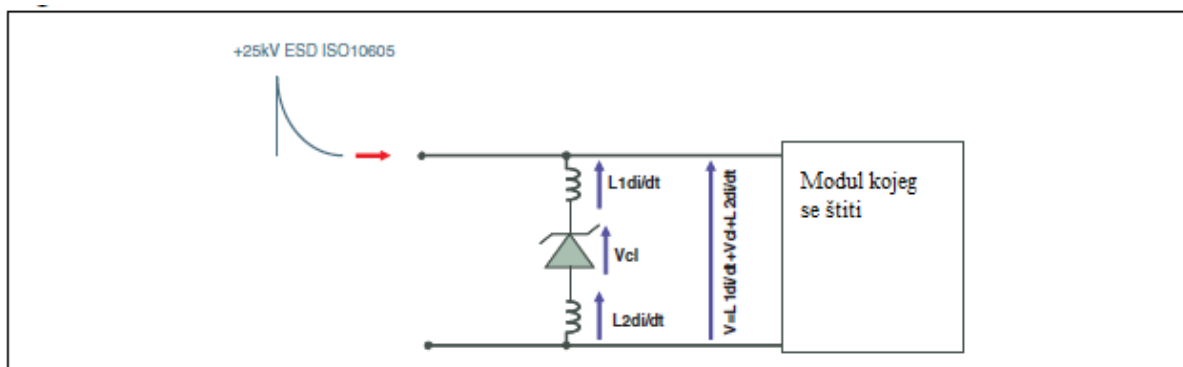 +25kV ESD ISO10605
L1di/dt
Vcl
L2di/dt
V=L1di/dt+Vcl+L2di/dt
Modul kojeg
se štiti